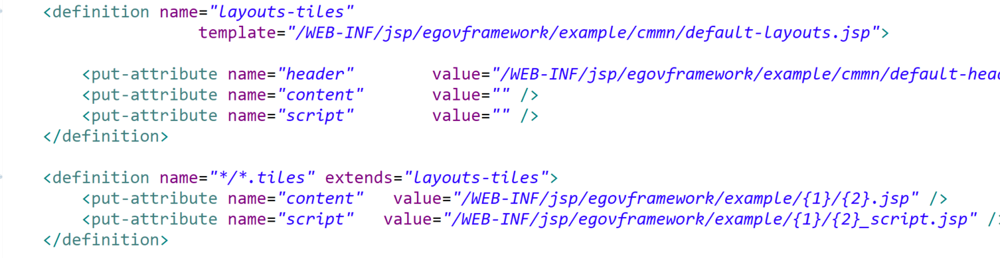 <definition name="layouts-tiles"
template="/WEB-INF/jsp/egovframework/example/cmmn/default-layouts.jsp">
<put-attribute name="header" value="/WEB-INF/jsp/egovframework/example/cmmn/default-head
<put-attribute name="content" value="" />
<put-attribute name="script" value="" />
</definition>
<definition name="*/*.tiles" extends="layouts-tiles">
<put-attribute name="content" value="/WEB-INF/jsp/egovframework/example/{1}/{2}.jsp" />
<put-attribute name="script" value="/WEB-INF/jsp/egovframework/example/{1}/{2}_script.jsp" />
</definition>